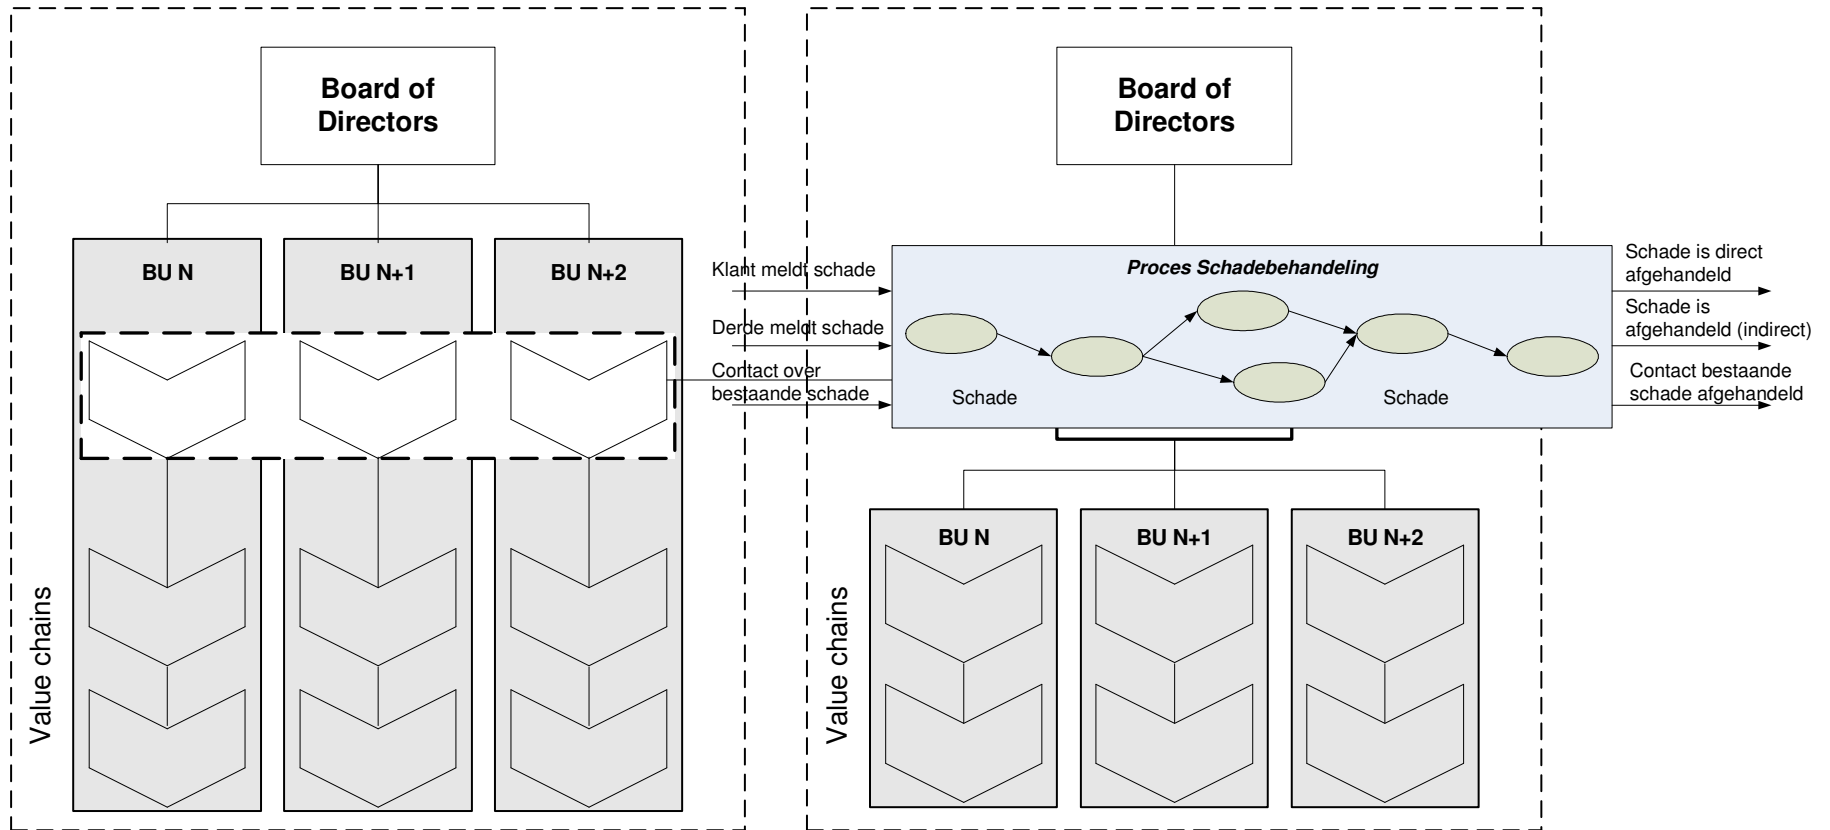 Board of
Directors
BU N
BU N+1
BU N+2
Value chains
Board of
Directors
Klant meldt schade
Derde meldt schade
Contact over
bestaande schade
Proces Schadebehandeling
Schade
Schade
Schade is direct
afgehandeld
Schade is
afgehandeld (indirect)
Contact bestaande
schade afgehandeld
BU N
BU N+1
BU N+2
Value chains